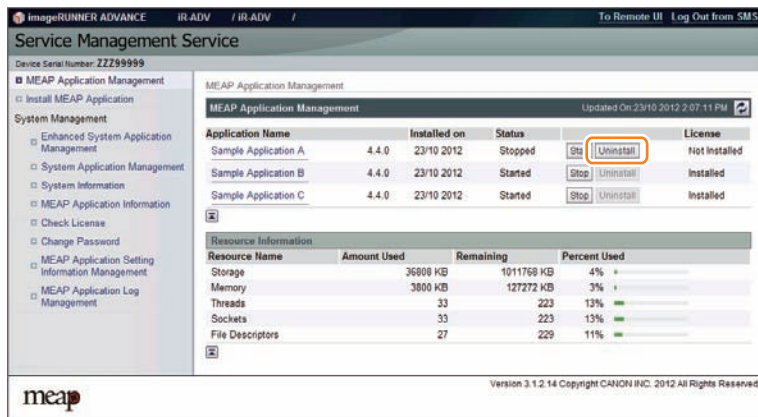 imageRUNNER ADVANCE iR-ADV / iR-ADV / To Remote UI Log Out from SMS
Service Management Service
Device Serial Number: ZZZ99999
MEAP Application Management
Install MEAP Application
System Management
Enhanced System Application
Management
System Application Management
System Information
MEAP Application Information
Check License
Change Password
MEAP Application Setting
Information Management
MEAP Application Log
Management
MEAP Application Management
MEAP Application Management Updated On:23/10 2012 2:07:11 PM
Application Name Installed on Status License
Sample Application A 4.4.0 23/10 2012 Stopped Uninstall Not Installed
Sample Application B 4.4.0 23/10 2012 Started Stop Uninstall Installed
Sample Application C 4.4.0 23/10 2012 Started Stop Uninstall Installed
Resource Information
Resource Name Amount Used Remaining Percent Used
Storage 36808 KB 1011768 KB 4%
Memory 3800 KB 127272 KB 3%
Threads 33 223 13%
Sockets 33 223 13%
File Descriptors 27 229 11%
meap
Version 3.1.2.14 Copyright CANON INC. 2012 All Rights Reserved